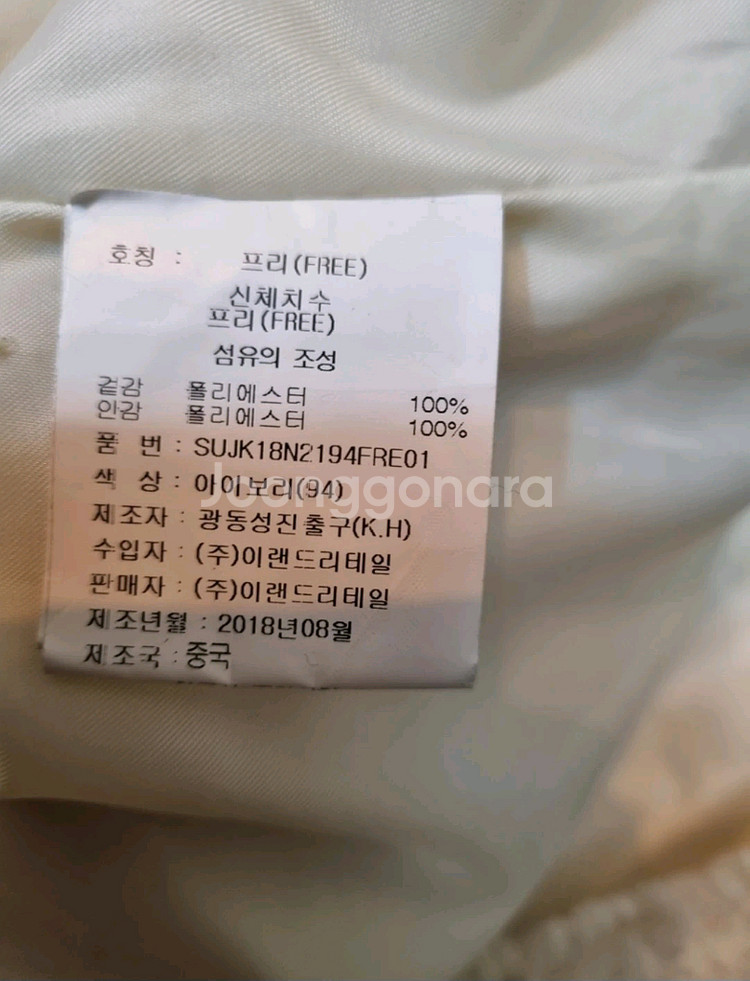 호칭 : 프리(FREE)
신체치수
프리(FREE)
섬유의 조성
겉감 폴리에스터 100%
안감 폴리에스터 100%
품 번 : SUJK18N2194FRE01
색 상 : 아이보리(94)
Joonggonara
제조자 : 광동성진출구(K.H)
수입자 : (주)이랜드리테일
판매자 : (주)이랜드리테일
제조년월 : 2018년08월
제조국 : 중국